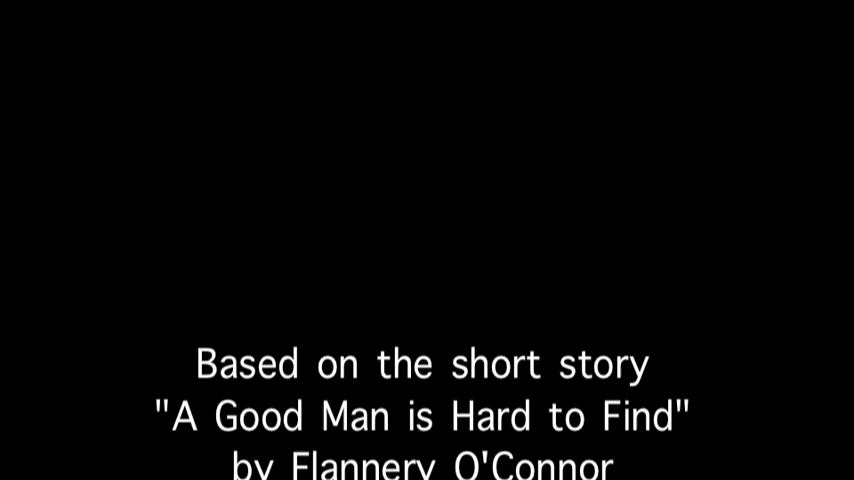 Based on the short story
"A Good Man is Hard to Find"
by Flannery O'Connor